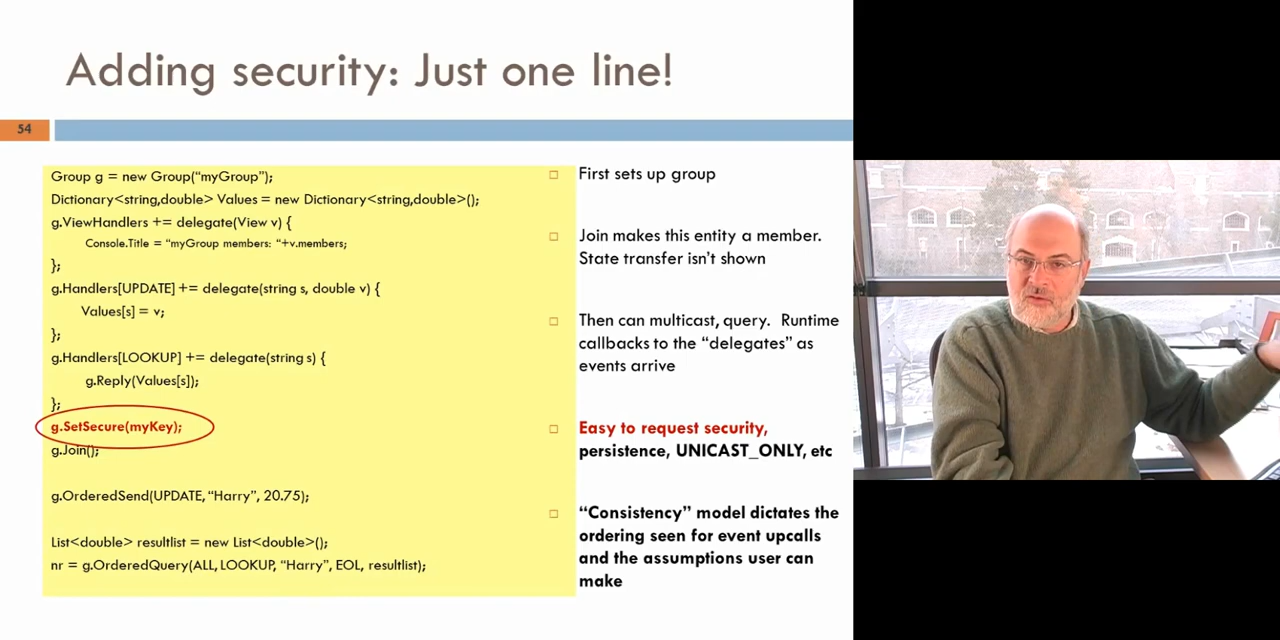 Adding security: Just one line!
54
Group g = new Group(“myGroup”);
Dictionary<string,double> Values = new Dictionary<string,double>();
g.ViewHandlers += delegate(View v) {
Console.Title = “myGroup members: “+v.members;
};
g.Handlers[UPDATE] += delegate(string s, double v) {
Values[s] = v;
};
g.Handlers[LOOKUP] += delegate(string s) {
g.Reply(Values[s]);
};
g.SetSecure(myKey);
g.Join();
g.OrderedSend(UPDATE, “Harry”, 20.75);
List<double> resultlist = new List<double>();
nr = g.OrderedQuery(ALL, LOOKUP, “Harry”, EOL, resultlist);
First sets up group
Join makes this entity a member.
State transfer isn’t shown
Then can multicast, query. Runtime
callbacks to the “delegates” as
events arrive
Easy to request security,
persistence, UNICAST_ONLY, etc
“Consistency” model dictates the
ordering seen for event upcalls
and the assumptions user can
make